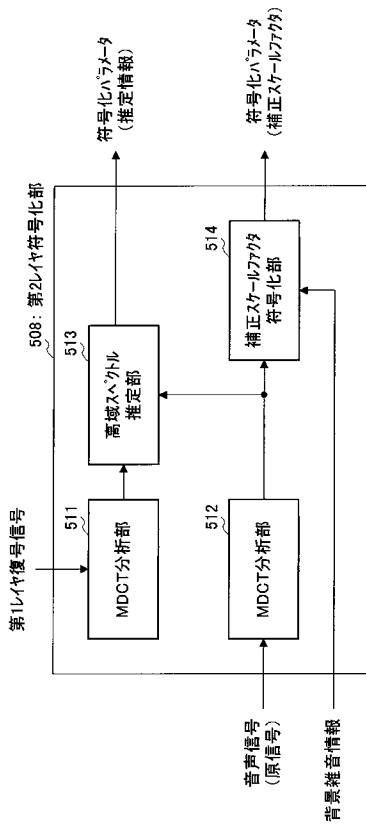 508：第2レイヤ符号化部
第1レイヤ復号信号
511
MDCT分析部
513
高域スペクトル
推定部
符号化パラメータ
(推定情報)
音声信号
(原信号)
512
MDCT分析部
514
補正スケールファクタ
符号化部
符号化パラメータ
(補正スケールファクタ)
背景雑音情報